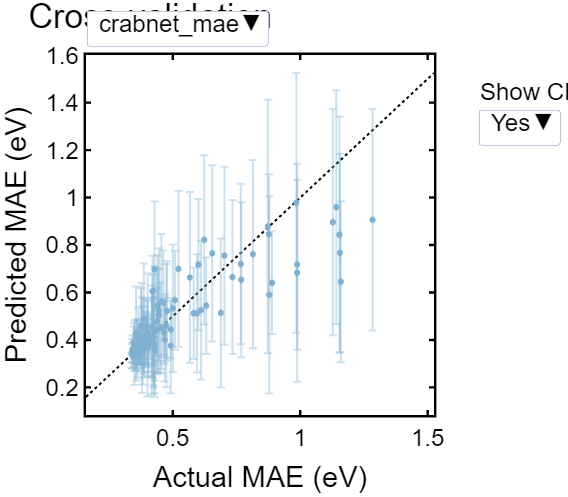 Cross validation
crabnet_mae▼
Show CI
Yes▼
Predicted MAE (eV)
1.6
1.4
1.2
1
0.8
0.6
0.4
0.2
0.5
1
1.5
Actual MAE (eV)